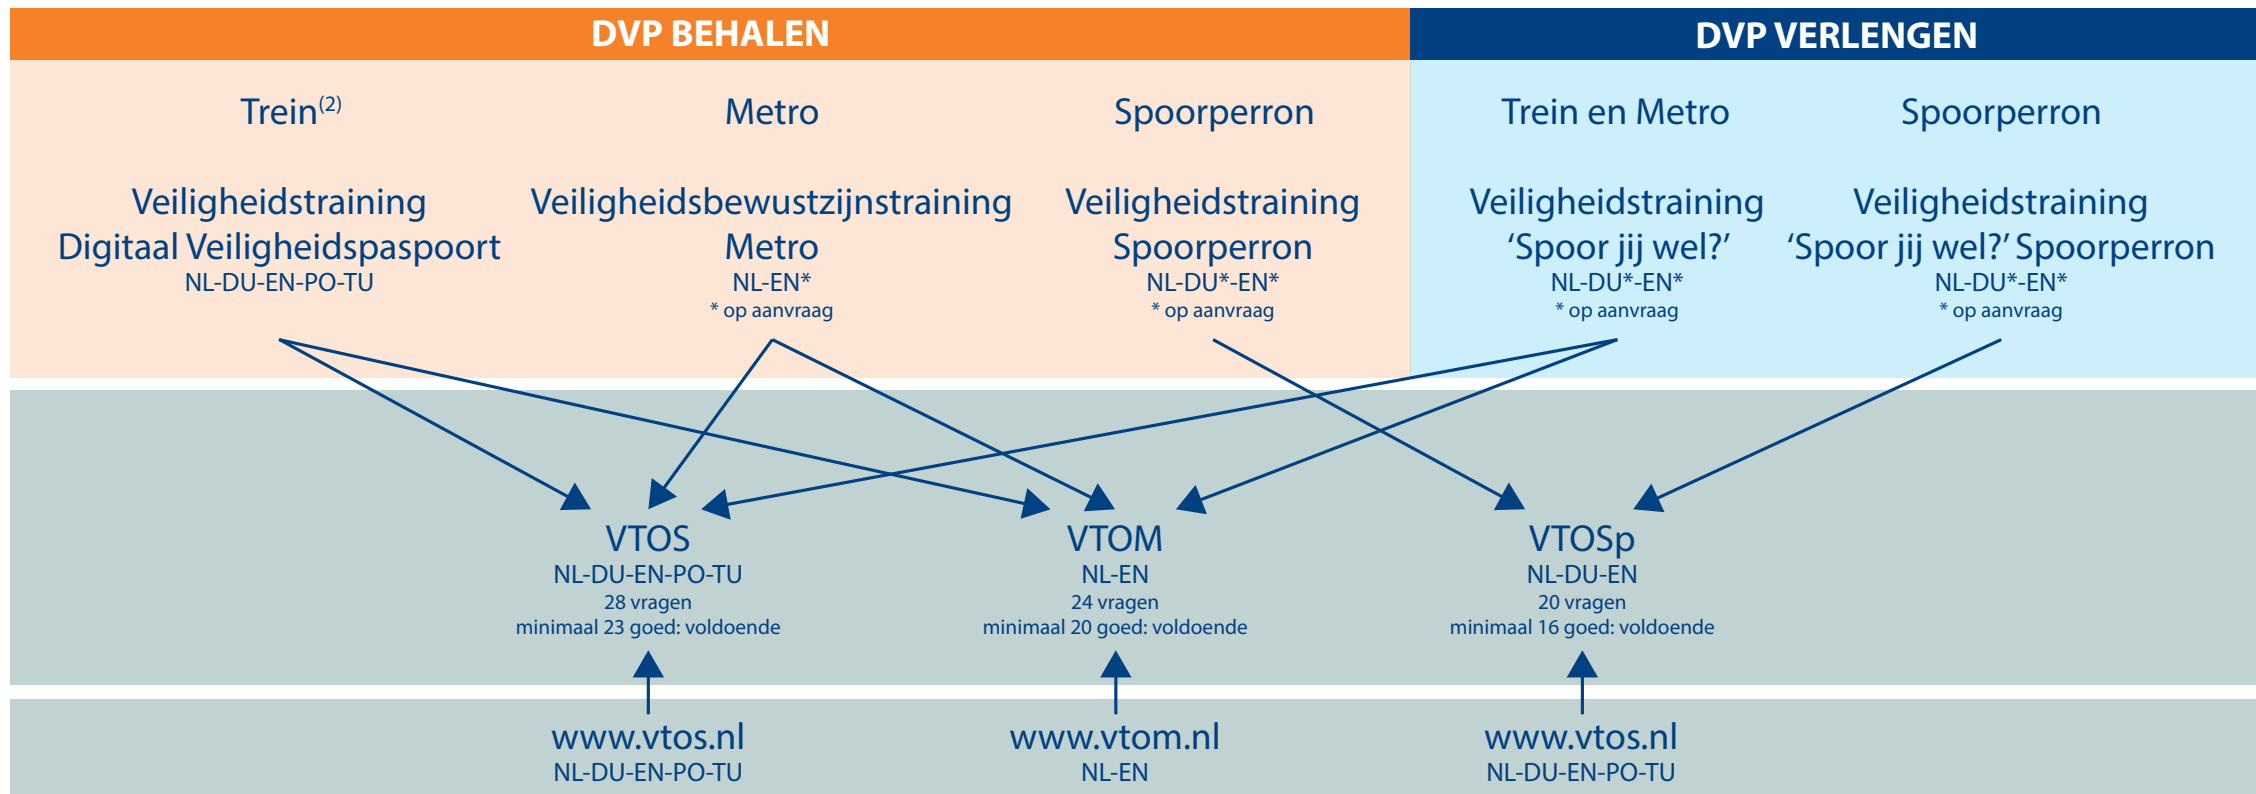 DVP BEHALEN
DVP VERLENGEN
Trein(2)
Metro
Spoorperron
Trein en Metro
Spoorperron
Veiligheidstraining
Digitaal Veiligheidspaspoort
NL-DU-EN-PO-TU
Veiligheidsbewustzijnstraining
Metro
NL-EN*
* op aanvraag
Veiligheidstraining
Spoorperron
NL-DU*-EN*
* op aanvraag
Veiligheidstraining
‘Spoor jij wel?’
NL-DU*-EN*
* op aanvraag
Veiligheidstraining
‘Spoor jij wel?’ Spoorperron
NL-DU*-EN*
* op aanvraag
VTOS
NL-DU-EN-PO-TU
28 vragen
minimaal 23 goed: voldoende
VTOM
NL-EN
24 vragen
minimaal 20 goed: voldoende
VTOSp
NL-DU-EN
20 vragen
minimaal 16 goed: voldoende
www.vtos.nl
NL-DU-EN-PO-TU
www.vtom.nl
NL-EN
www.vtos.nl
NL-DU-EN-PO-TU